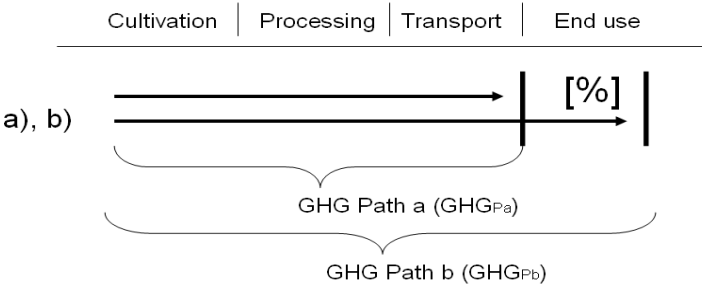 Cultivation Processing Transport End use
[%]
a), b)
GHG Path a (GHGPa)
GHG Path b (GHGPb)